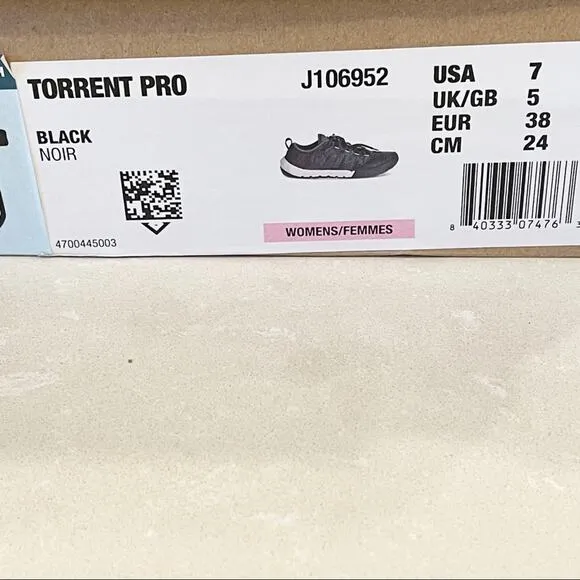 TORRENT PRO
J106952
BLACK
NOIR
4700445003
WOMENS/FEMMES
USA 7
UK/GB 5
EUR 38
CM 24
8 40333 07476 3